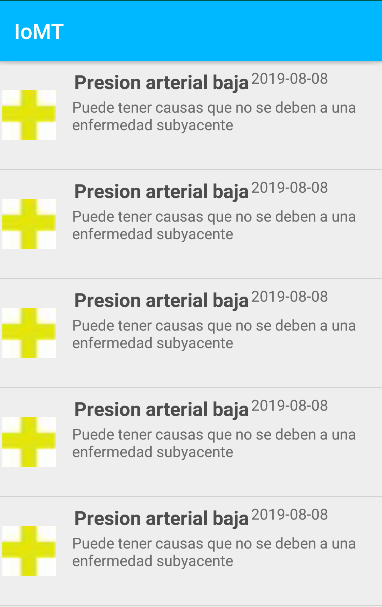 IoMT
Presion arterial baja 2019-08-08
Puede tener causas que no se deben a una
enfermedad subyacente
Presion arterial baja 2019-08-08
Puede tener causas que no se deben a una
enfermedad subyacente
Presion arterial baja 2019-08-08
Puede tener causas que no se deben a una
enfermedad subyacente
Presion arterial baja 2019-08-08
Puede tener causas que no se deben a una
enfermedad subyacente
Presion arterial baja 2019-08-08
Puede tener causas que no se deben a una
enfermedad subyacente